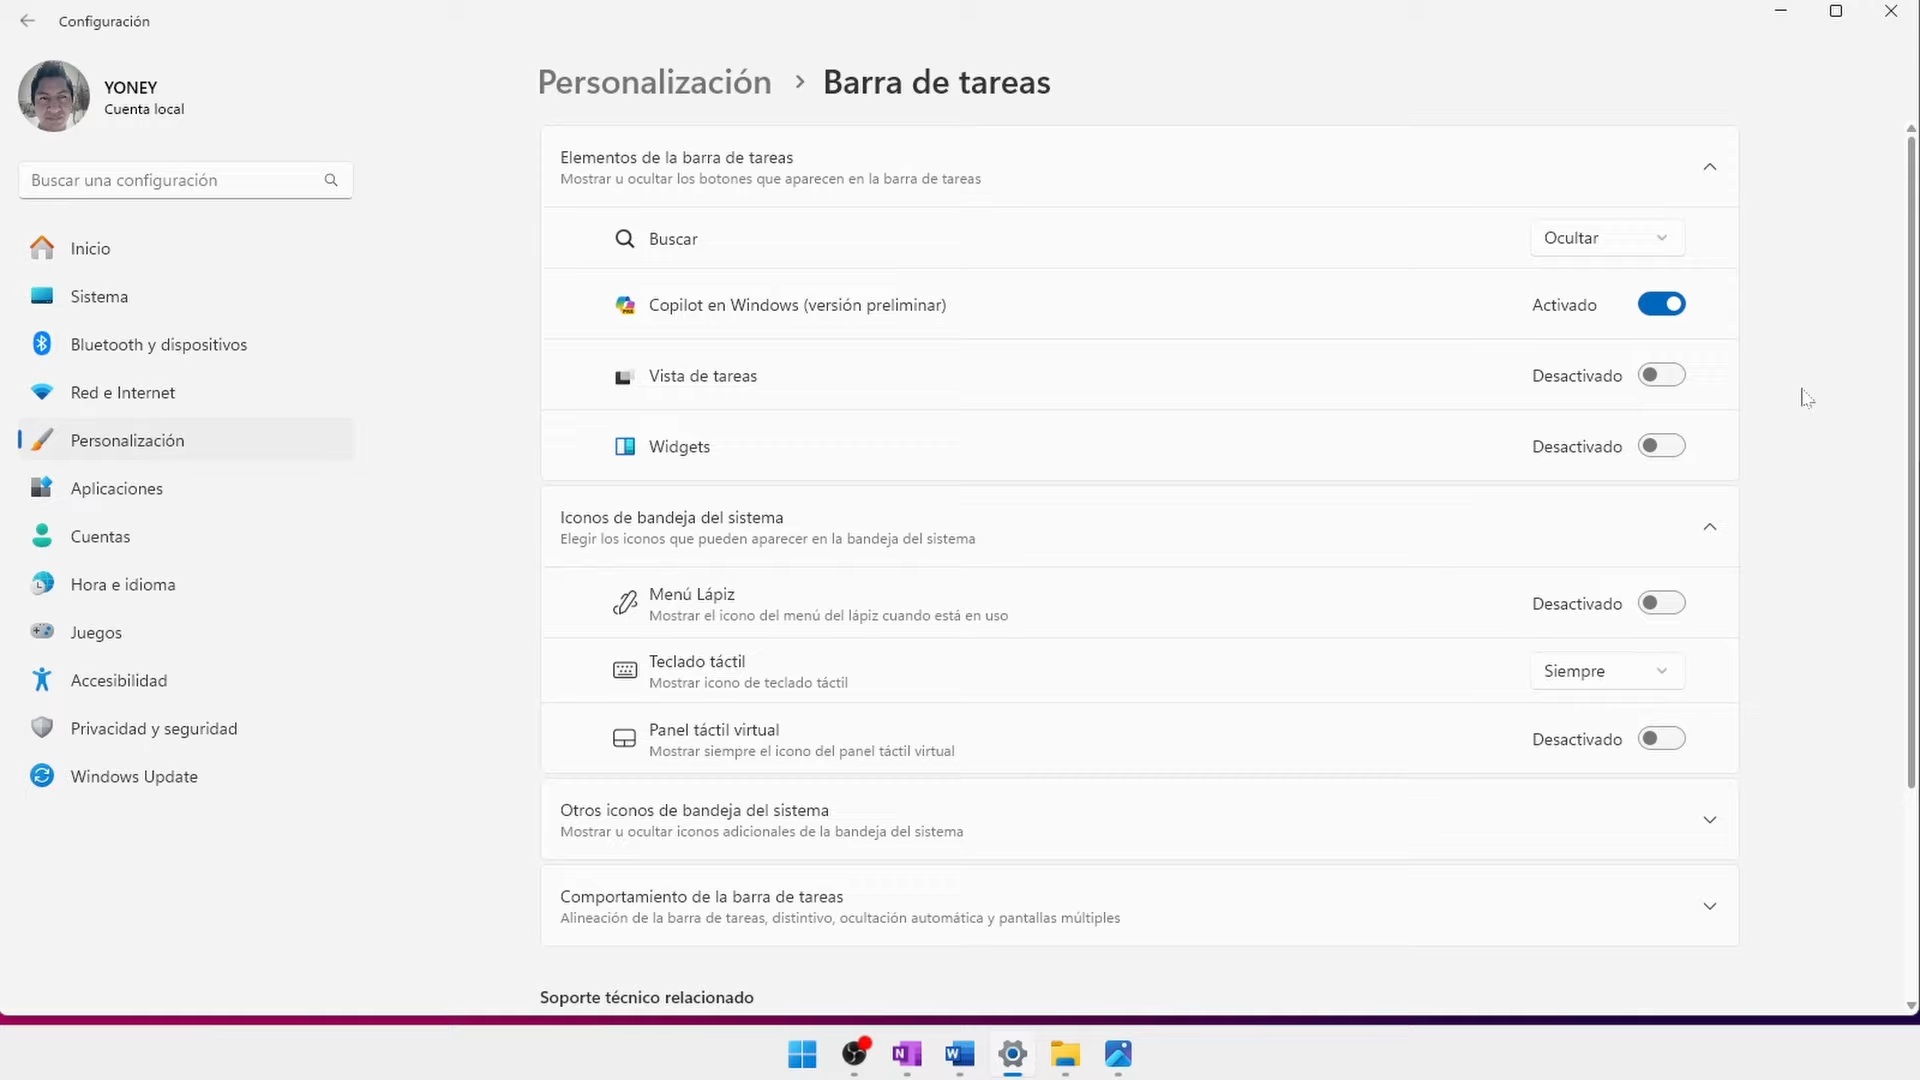 Configuración
YONEY
Cuenta local
Buscar una configuración
Inicio
Sistema
Bluetooth y dispositivos
Red e Internet
Personalización
Aplicaciones
Cuentas
Hora e idioma
Juegos
Accesibilidad
Privacidad y seguridad
Windows Update
Personalización > Barra de tareas
Elementos de la barra de tareas
Mostrar u ocultar los botones que aparecen en la barra de tareas
Buscar Ocultar
Copilot en Windows (versión preliminar) Activado
Vista de tareas Desactivado
Widgets Desactivado
Iconos de bandeja del sistema
Elegir los iconos que pueden aparecer en la bandeja del sistema
Menú Lápiz
Mostrar el icono del menú del lápiz cuando está en uso
Desactivado
Teclado táctil
Mostrar icono de teclado táctil
Siempre
Panel táctil virtual
Mostrar siempre el icono del panel táctil virtual
Desactivado
Otros iconos de bandeja del sistema
Mostrar u ocultar iconos adicionales de la bandeja del sistema
Comportamiento de la barra de tareas
Alineación de la barra de tareas, distintivo, ocultación automática y pantallas múltiples
Soporte técnico relacionado